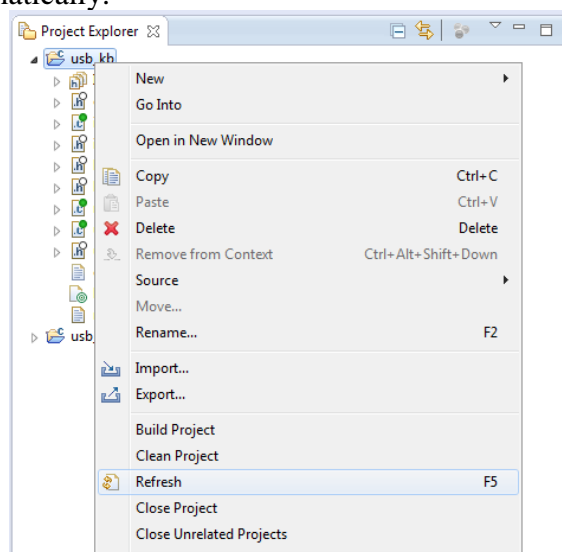 matically.
Project Explorer
usb_kh
New
Go Into
Open in New Window
Copy Ctrl+C
Paste Ctrl+V
Delete Delete
Remove from Context Ctrl+Alt+Shift+Down
Source
Move...
Rename... F2
usb
Import...
Export...
Build Project
Clean Project
Refresh F5
Close Project
Close Unrelated Projects